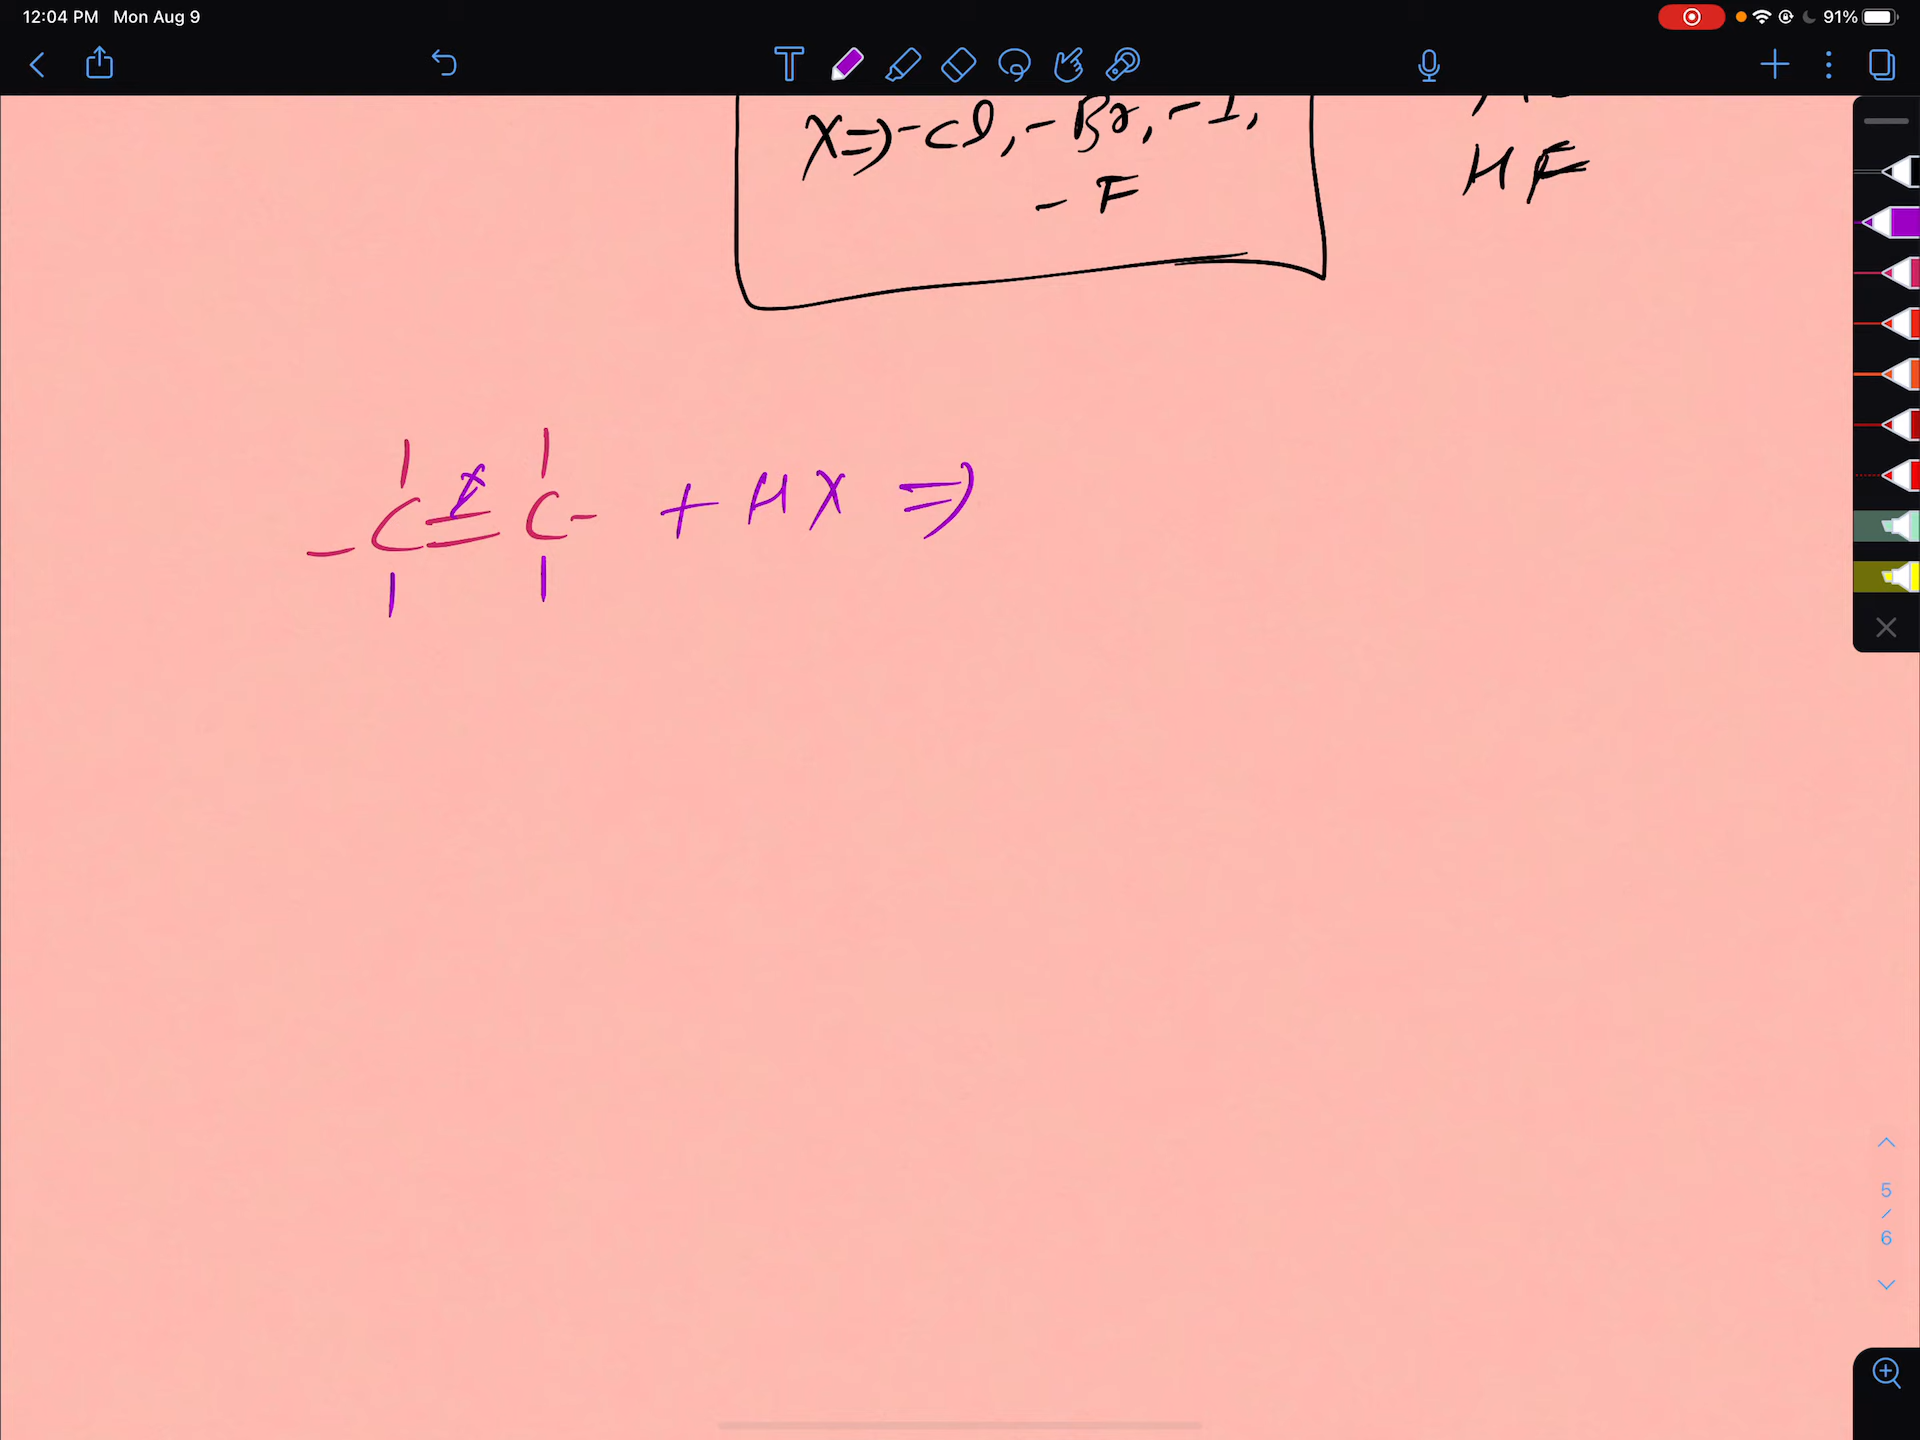 12:04 PM Mon Aug 9
91%
X⇒ -Cl, -Br, -I,
- F
HF
-C=C- + HX ⇒
5
/
6